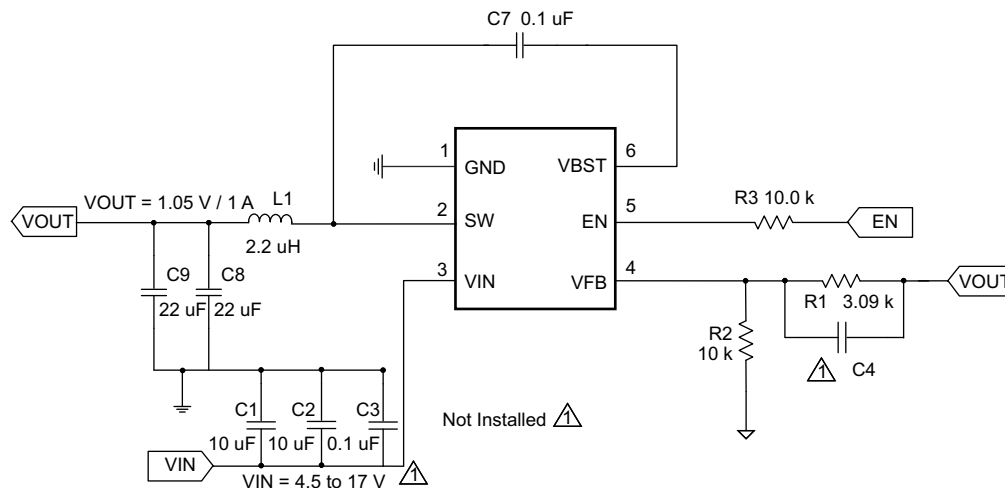 C7 0.1 uF
1
GND
VBST
6
VOUT
VOUT = 1.05 V / 1 A
L1
2.2 uH
2
SW
EN
5
R3 10.0 k
EN
3
VIN
VFB
4
VOUT
C9
22 uF
C8
22 uF
R1 3.09 k
R2
10 k
1
C4
C1
10 uF
C2
10 uF
C3
0.1 uF
Not Installed 1
VIN
VIN = 4.5 to 17 V
1